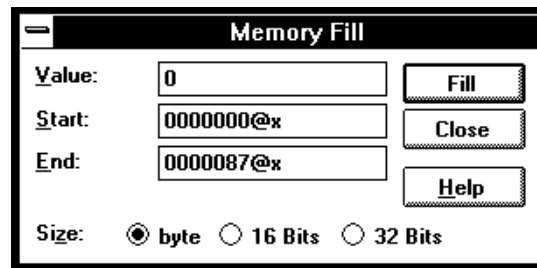 Memory Fill
Value: 0 Fill
Start: 0000000@x Close
End: 0000087@x
Help
Size: byte 16 Bits 32 Bits